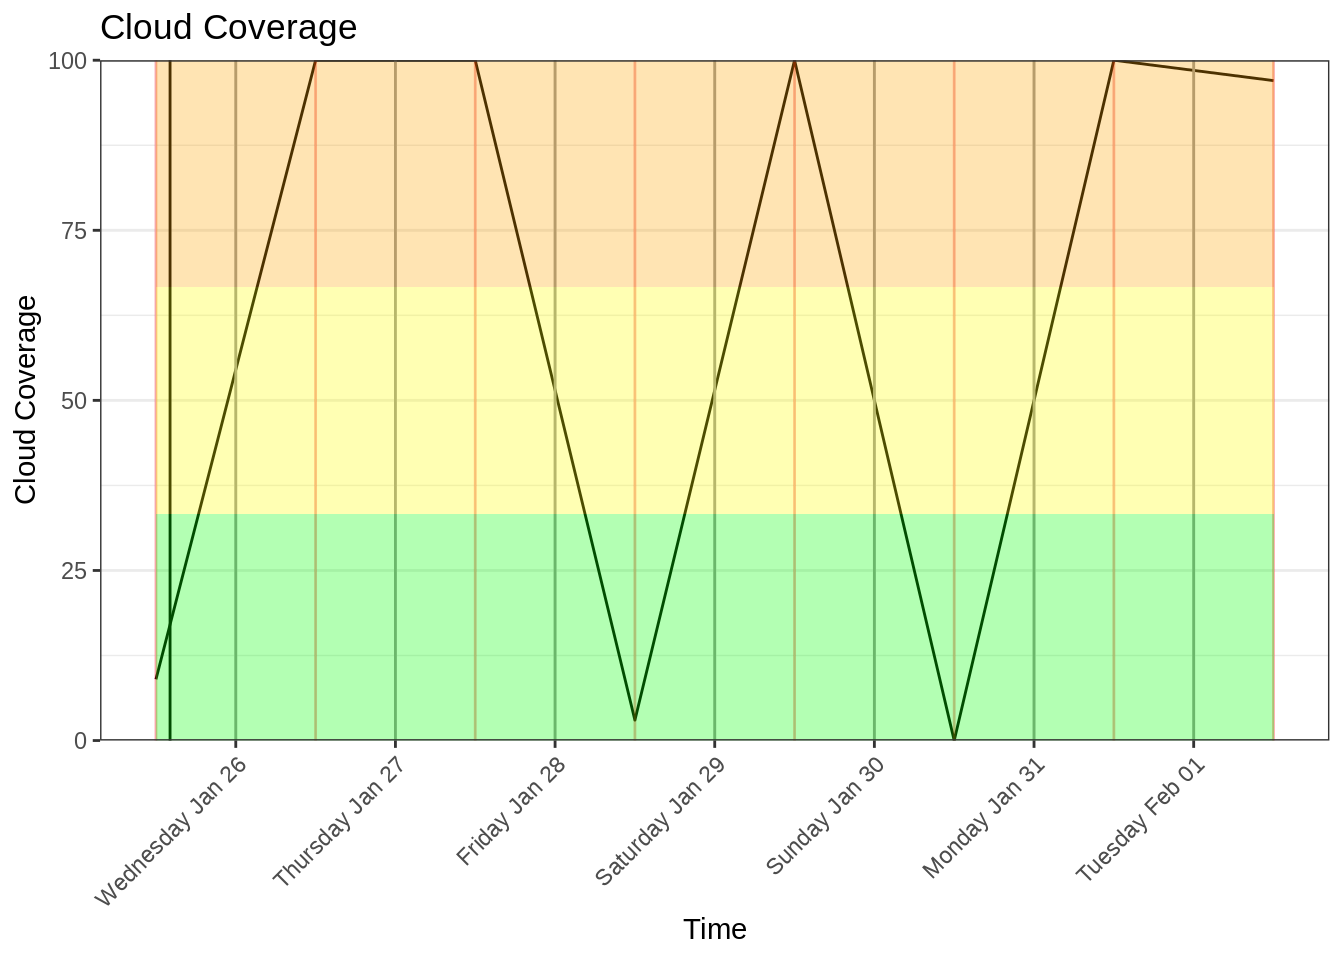 Cloud Coverage
100
75
50
25
0
Cloud Coverage
Wednesday Jan 26
Thursday Jan 27
Friday Jan 28
Saturday Jan 29
Sunday Jan 30
Monday Jan 31
Tuesday Feb 01
Time